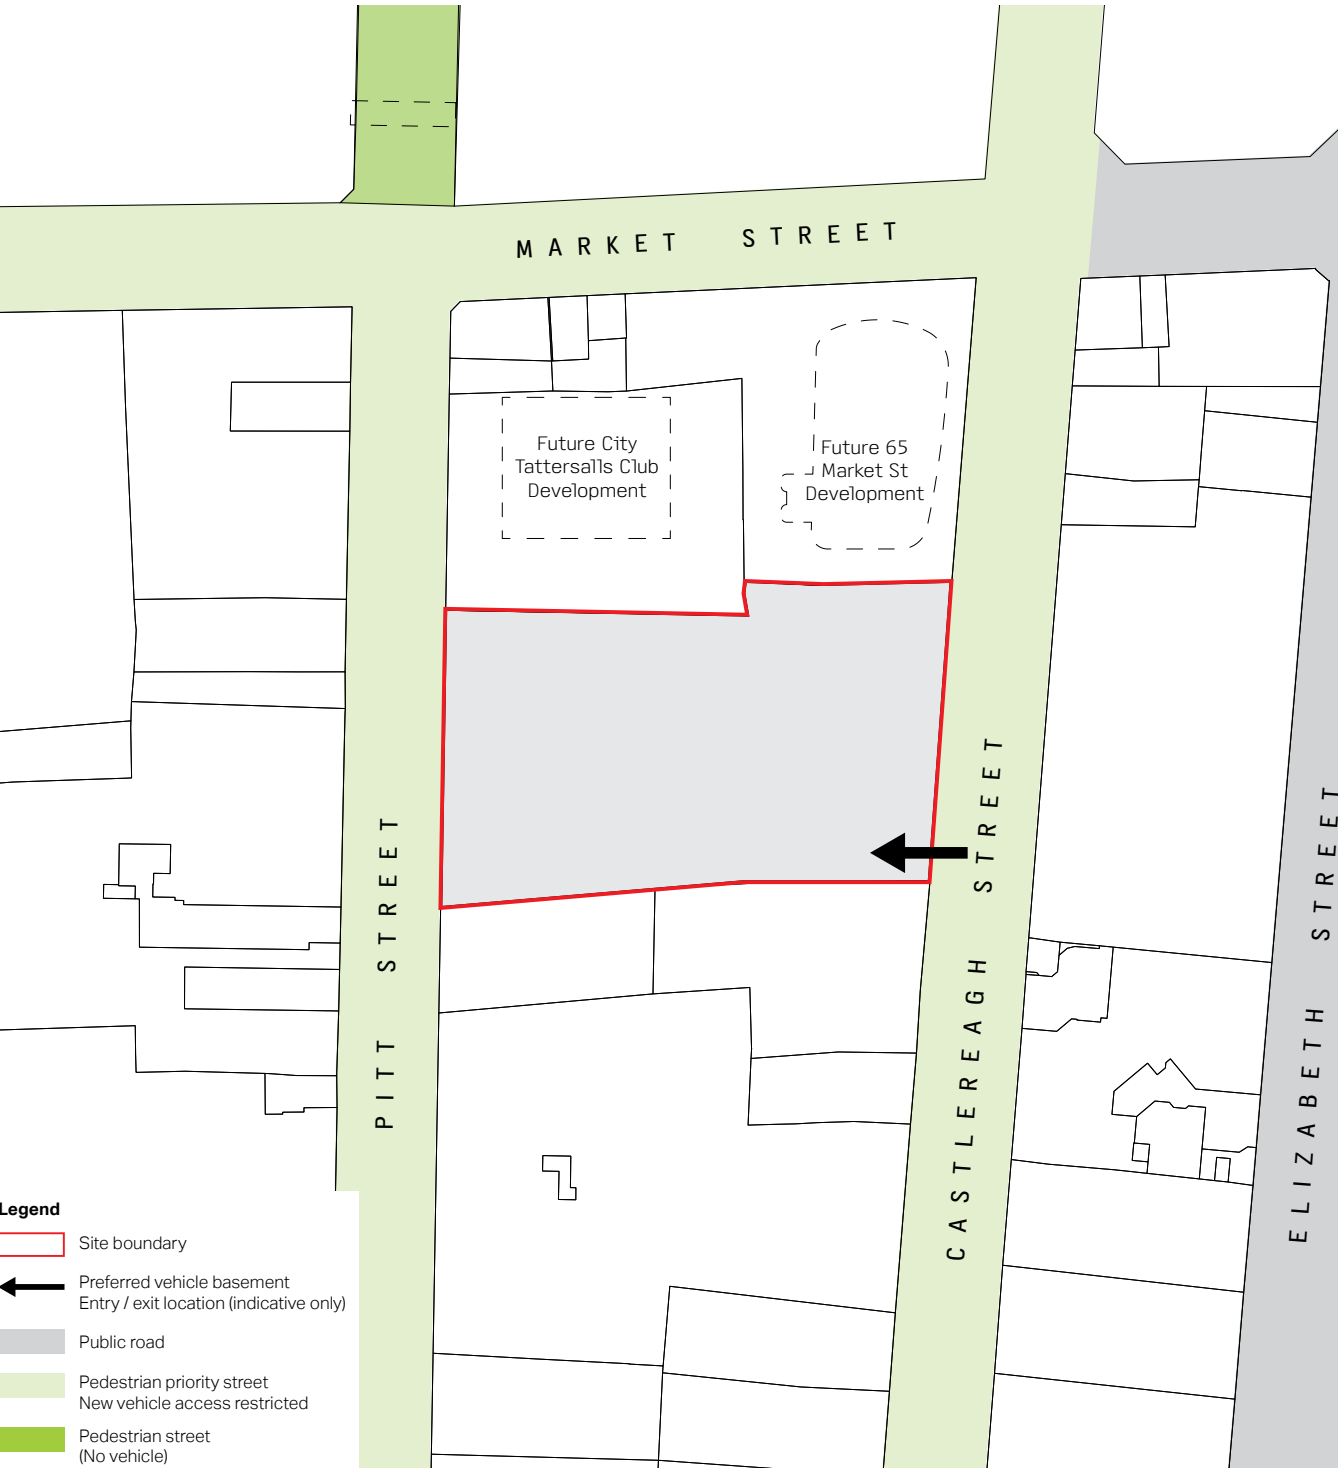 MARKET STREET
Future City
Tattersalls Club
Development
Future 65
Market St
Development
PITT STREET
CASTLEREAGH STREET
ELIZABETH STREET
Legend
Site boundary
Preferred vehicle basement
Entry / exit location (indicative only)
Public road
Pedestrian priority street
New vehicle access restricted
Pedestrian street
(No vehicle)